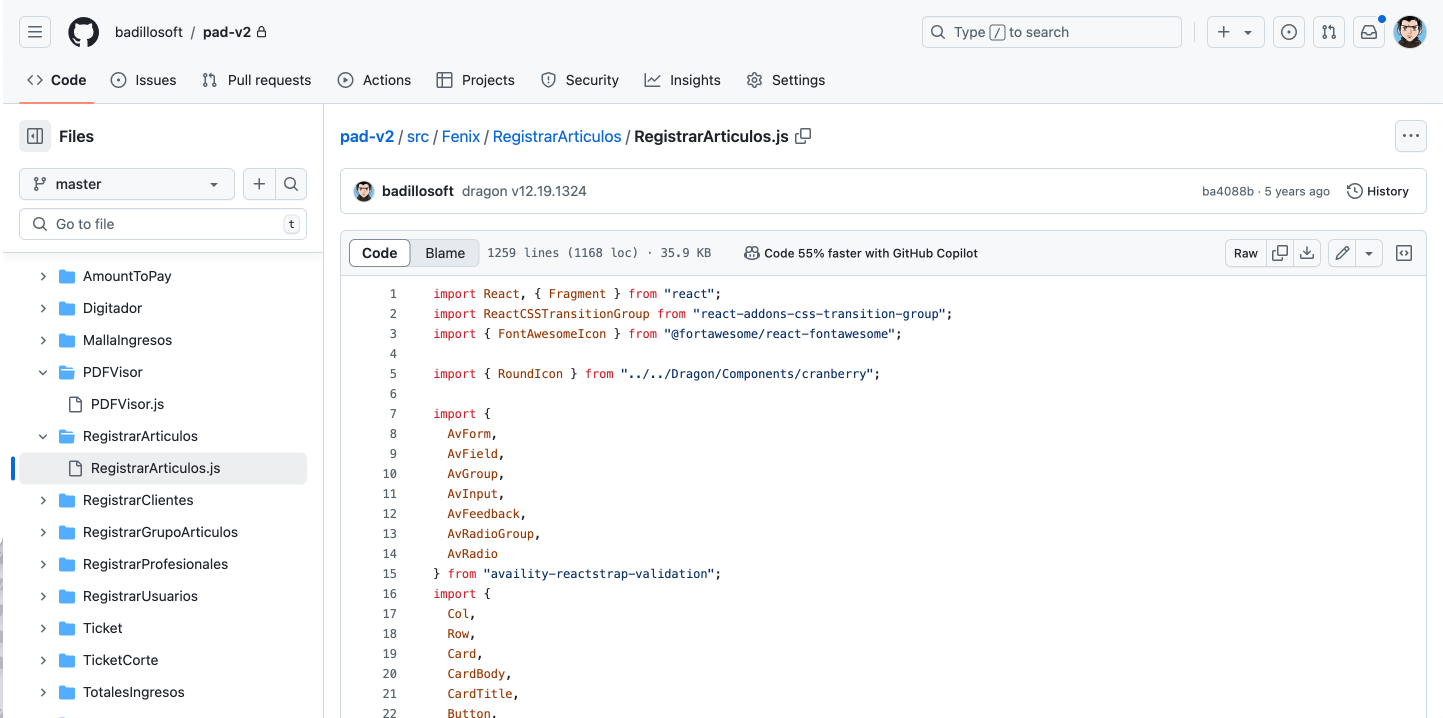 badillosoft / pad-v2
Type / to search
Code
Issues
Pull requests
Actions
Projects
Security
Insights
Settings
Files
master
Go to file
t
AmountToPay
Digitador
MallaIngresos
PDFVisor
PDFVisor.js
RegistrarArticulos
RegistrarArticulos.js
RegistrarClientes
RegistrarGrupoArticulos
RegistrarProfesionales
RegistrarUsuarios
Ticket
TicketCorte
TotalesIngresos
pad-v2 / src / Fenix / RegistrarArticulos / RegistrarArticulos.js
badillosoft dragon v12.19.1324
ba4088b · 5 years ago
History
Code
Blame
1259 lines (1168 loc) · 35.9 KB
Code 55% faster with GitHub Copilot
Raw
1 import React, { Fragment } from "react";
2 import ReactCSSTransitionGroup from "react-addons-css-transition-group";
3 import { FontAwesomeIcon } from "@fortawesome/react-fontawesome";
4
5 import { RoundIcon } from "../../Dragon/Components/cranberry";
6
7 import {
8 AvForm,
9 AvField,
10 AvGroup,
11 AvInput,
12 AvFeedback,
13 AvRadioGroup,
14 AvRadio
15 } from "availity-reactstrap-validation";
16 import {
17 Col,
18 Row,
19 Card,
20 CardBody,
21 CardTitle,
22 Button,